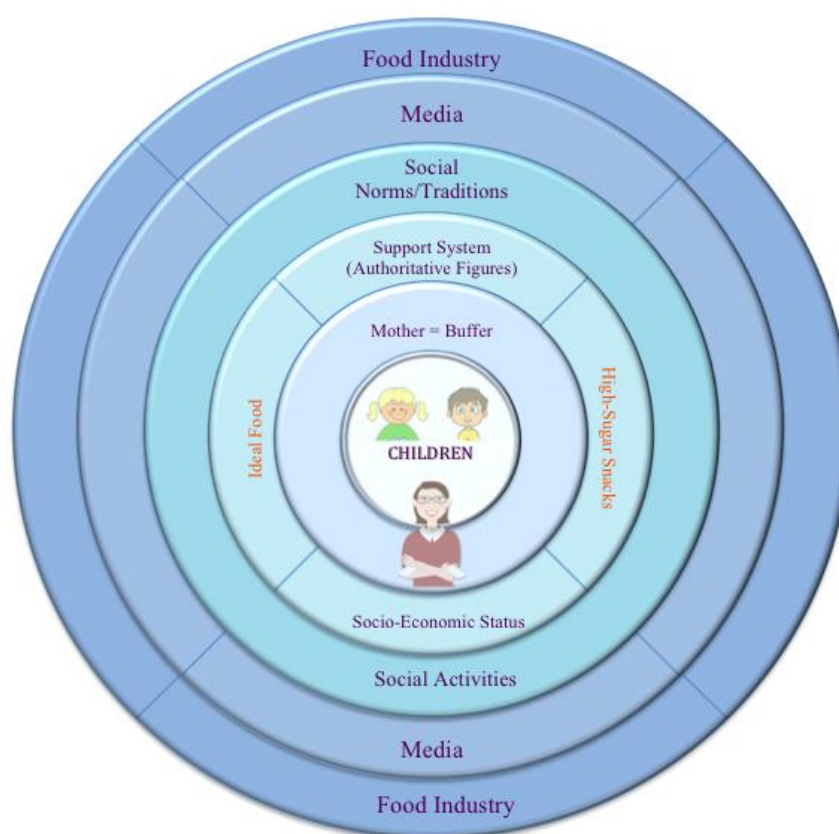 Food Industry
Media
Social
Norms/Traditions
Support System
(Authoritative Figures)
Mother = Buffer
Ideal Food
High-Sugar Snacks
CHILDREN
Socio-Economic Status
Social Activities
Media
Food Industry